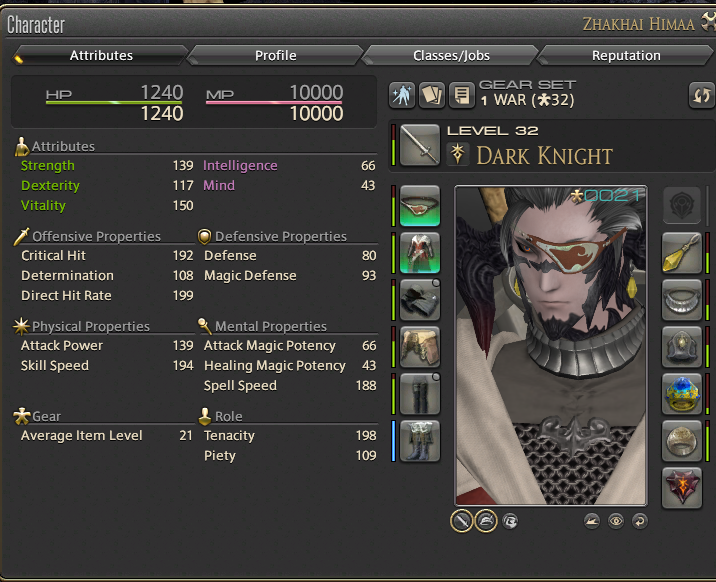 Character
ZHAKHAI HIMAA
Attributes
Profile
Classes/Jobs
Reputation
HP 1240
1240
MP 10000
10000
GEAR SET
1 WAR (32)
LEVEL 32
DARK KNIGHT
0021
Attributes
Strength 139
Intelligence 66
Dexterity 117
Mind 43
Vitality 150
Offensive Properties
Defensive Properties
Critical Hit 192
Defense 80
Determination 108
Magic Defense 93
Direct Hit Rate 199
Physical Properties
Mental Properties
Attack Power 139
Attack Magic Potency 66
Skill Speed 194
Healing Magic Potency 43
Spell Speed 188
Gear
Role
Average Item Level 21
Tenacity 198
Piety 109